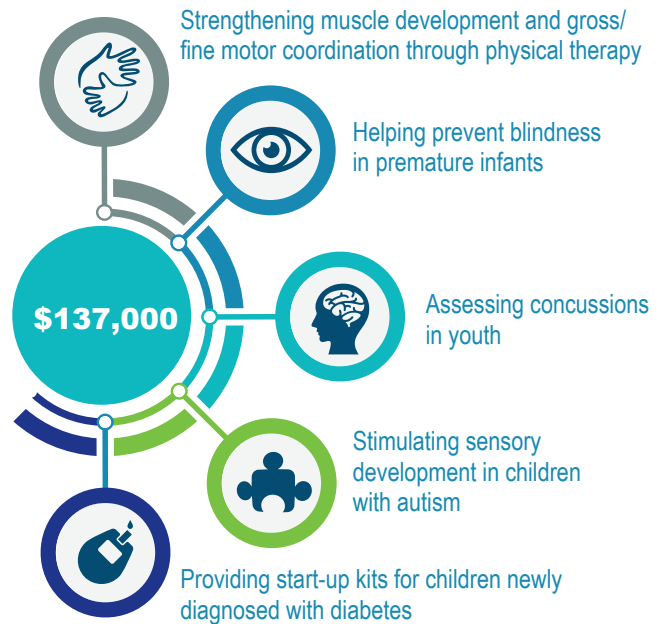 Strengthening muscle development and gross/
fine motor coordination through physical therapy
Helping prevent blindness
in premature infants
$137,000
Assessing concussions
in youth
Stimulating sensory
development in children
with autism
Providing start-up kits for children newly
diagnosed with diabetes